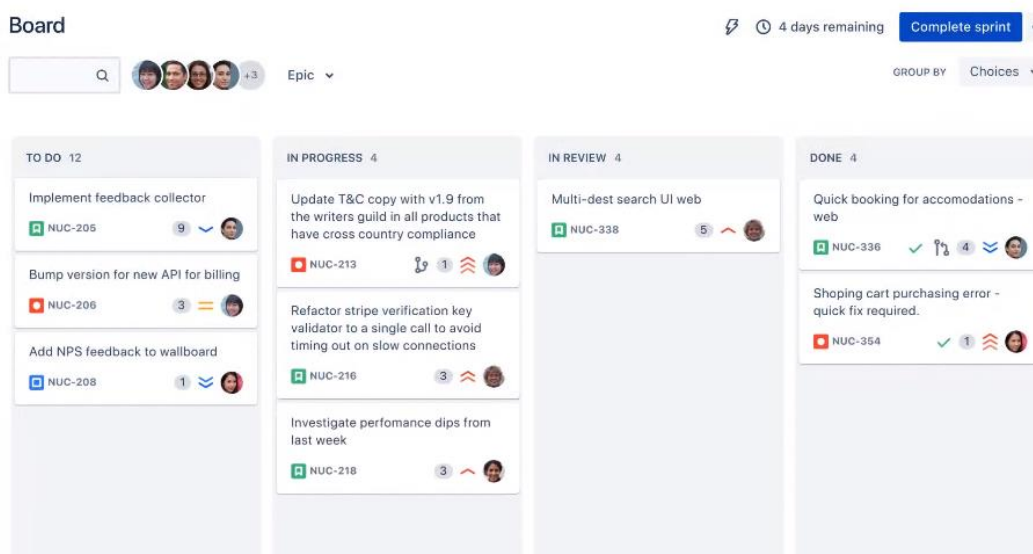 Board
4 days remaining
Complete sprint
+3
Epic
GROUP BY
Choices
TO DO 12
Implement feedback collector
NUC-205 9
Bump version for new API for billing
NUC-206 3
Add NPS feedback to wallboard
NUC-208 1
IN PROGRESS 4
Update T&C copy with v1.9 from
the writers guild in all products that
have cross country compliance
NUC-213 1
Refactor stripe verification key
validator to a single call to avoid
timing out on slow connections
NUC-216 3
Investigate perfomance dips from
last week
NUC-218 3
IN REVIEW 4
Multi-dest search UI web
NUC-338 5
DONE 4
Quick booking for accomodations -
web
NUC-336 4
Shoping cart purchasing error -
quick fix required.
NUC-354 1